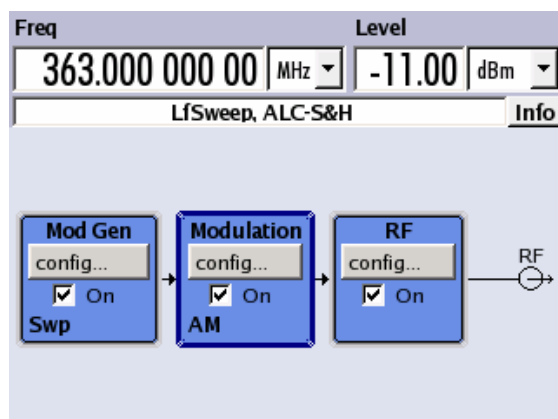 Freq Level
363.000 000 00 MHz -11.00 dBm
LfSweep, ALC-S&H Info
Mod Gen Modulation RF
config... config... config... RF
On On On
Swp AM